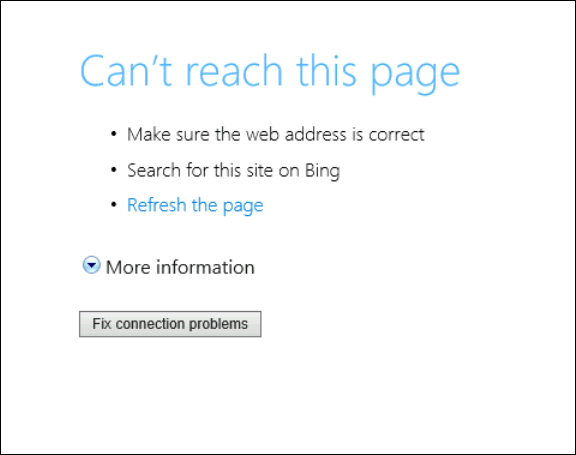 Can't reach this page
• Make sure the web address is correct
• Search for this site on Bing
• Refresh the page
More information
Fix connection problems